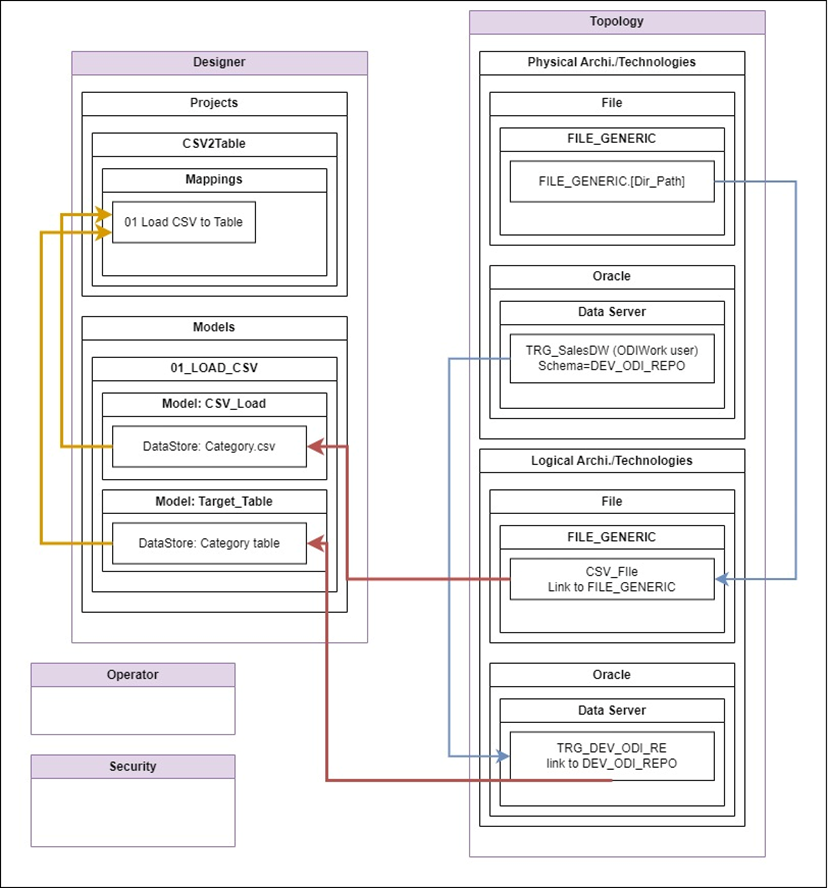 Designer
Projects
CSV2Table
Mappings
01 Load CSV to Table
Models
01_LOAD_CSV
Model: CSV_Load
DataStore: Category.csv
Model: Target_Table
DataStore: Category table
Operator
Security
Topology
Physical Archi./Technologies
File
FILE_GENERIC
FILE_GENERIC.[Dir_Path]
Oracle
Data Server
TRG_SalesDW (ODIWork user)
Schema=DEV_ODI_REPO
Logical Archi./Technologies
File
FILE_GENERIC
CSV_FIle
Link to FILE_GENERIC
Oracle
Data Server
TRG_DEV_ODI_RE
link to DEV_ODI_REPO